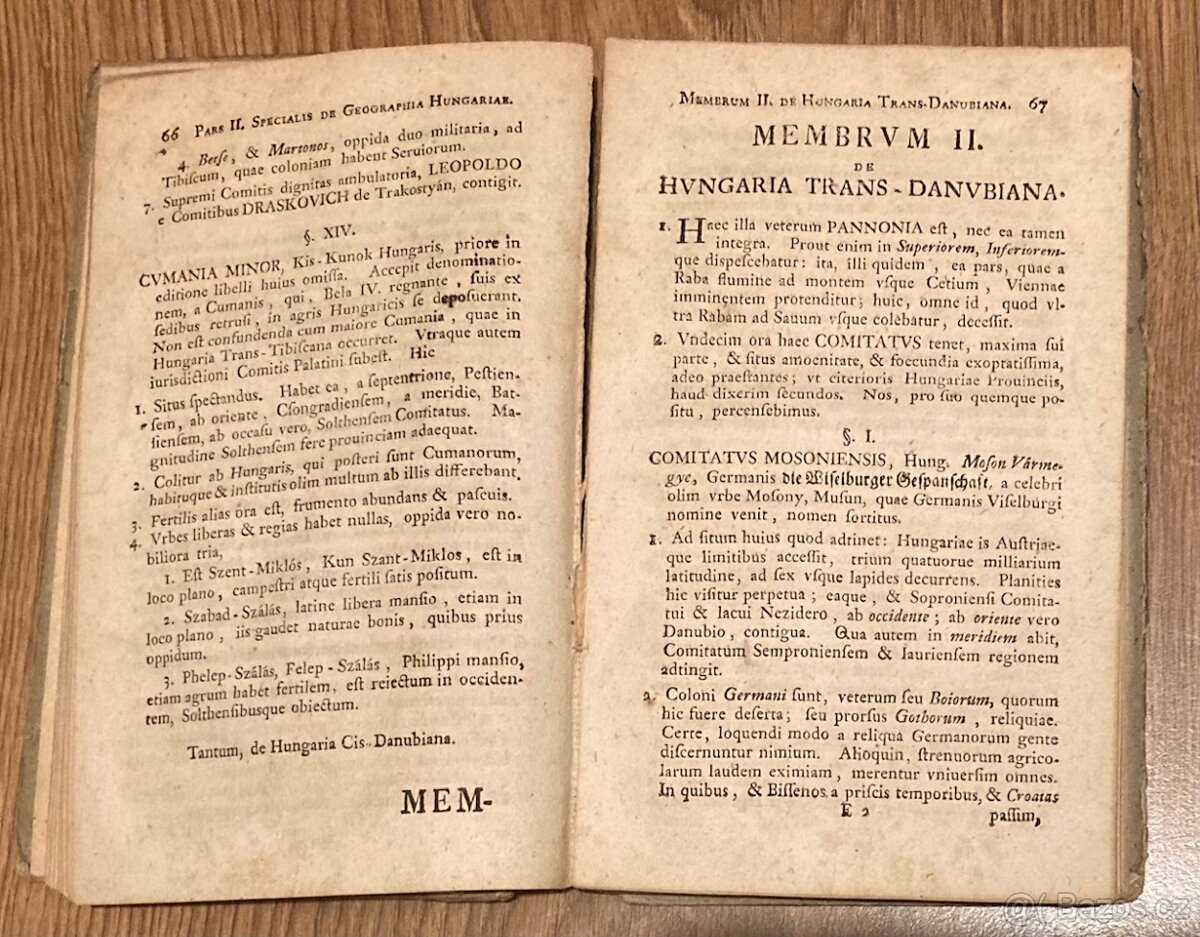 66 PARS II. SPECIALIS DE GEOGRAPHIA HUNGARIAE.
4. Betſe, & Martonos, oppida duo militaria, ad
Tibiſcum, quae coloniam habent Seruiorum.
7. Supremi Comitis dignitas ambulatoria, LEOPOLDO
e Comitibus DRASKOVICH de Trakostyán, contigit.
§. XIV.
CVMANIA MINOR, Kis-Kunok Hungaris, priore in
editione libelli huius omiſſa. Accepit denominatio-
nem, a Cumanis, qui, Bela IV. regnante, ſuis ex
ſedibus retruſi, in agris Hungaricis ſe depoſuerant.
Non eſt confundenda cum maiore Cumania, quae in
Hungaria Trans-Tibiſcana occurret. Vtraque autem
iurisdictioni Comitis Palatini ſubeſt. Hic
1. Situs ſpectandus. Habet ea, a ſeptentrione, Peſtien-
ſem, ab oriente, Cſongradienſem, a meridie, Bat-
ſienſem, ab occaſu vero, Solthenſem Comitatus. Ma-
gnitudine Solthenſem fere prouinciam adaequat.
2. Colitur ab Hungaris, qui poſteri ſunt Cumanorum,
habituque & inſtitutis olim multum ab illis differebant.
3. Fertilis alias ora eſt, frumento abundans & paſcuis.
4. Vrbes liberas & regias habet nullas, oppida vero no-
biliora tria,
1. Eſt Szent-Miklós, Kun Szant-Miklos, eſt in
loco plano, campeſtri atque fertili ſatis poſitum.
2. Szabad-Szálás, latine libera manſio, etiam in
loco plano, iis gaudet naturae bonis, quibus prius
oppidum.
3. Phelep-Szálás, Felep-Szálás, Philippi manſio,
etiam agrum habet fertilem, eſt reiectum in occiden-
tem, Solthenſibusque obiectum.
Tantum, de Hungaria Cis-Danubiana.
MEM-
MEMBRUM II. DE HUNGARIA TRANS-DANUBIANA. 67
MEMBRVM II.
DE
HVNGARIA TRANS-DANVBIANA.
1. Haec illa veterum PANNONIA eſt, nec ea tamen
integra. Prout enim in Superiorem, Inferiorem-
que diſpeſcebatur: ita, illi quidem, ea pars, quae a
Raba flumine ad montem vſque Cetium, Viennae
imminentem protenditur; huic, omne id, quod vl-
tra Rabam ad Sauum vſque colebatur, deceſſit.
2. Vndecim ora haec COMITATVS tenet, maxima ſui
parte, & ſitus amoenitate, & foecundia exoptatiſſima,
adeo praeſtantes; vt citerioris Hungariae Prouinciis,
haud dixerim ſecundos. Nos, pro ſuo quemque po-
ſitu, percenſebimus.
§. I.
COMITATVS MOSONIENSIS, Hung. Moſon Várme-
gye, Germanis die Wiſelburger Geſpanſchaft, a celebri
olim vrbe Moſony, Muſun, quae Germanis Viſelburgi
nomine venit, nomen ſortitus.
1. Ad ſitum huius quod adtinet: Hungariae is Auſtriae-
que limitibus acceſſit, trium quatuorue milliarium
latitudine, ad ſex vſque lapides decurrens. Planities
hic viſitur perpetua; eaque, & Sopronienſi Comita-
tui & lacui Nezidero, ab occidente; ab oriente vero
Danubio, contigua. Qua autem in meridiem abit,
Comitatum Sempronienſem & Iaurienſem regionem
adtingit.
2. Coloni Germani ſunt, veterum ſeu Boiorum, quorum
hic fuere deſerta; ſeu prorſus Gothorum, reliquiae.
Certe, loquendi modo a reliqua Germanorum gente
diſcernuntur nimium. Alioquin, ſtrenuorum agrico-
larum laudem eximiam, merentur vniuerſim omnes.
In quibus, & Biſſenos a priſcis temporibus, & Croatas
E 2
paſſim,
@( Bazos.cz